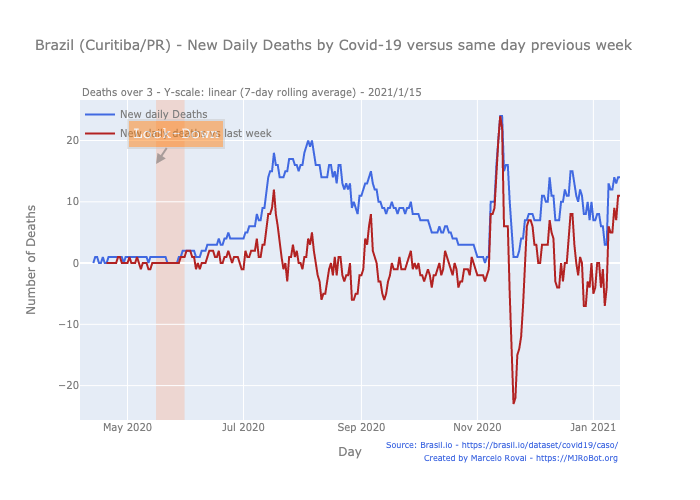 Brazil (Curitiba/PR) - New Daily Deaths by Covid-19 versus same day previous week
Deaths over 3 - Y-scale: linear (7-day rolling average) - 2021/1/15
New daily Deaths
New daily deaths last week
20
10
0
−10
−20
Number of Deaths
May 2020
Jul 2020
Sep 2020
Nov 2020
Jan 2021
Day
Source: Brasil.io - https://brasil.io/dataset/covid19/caso/
Created by Marcelo Rovai - https://MJRoBot.org